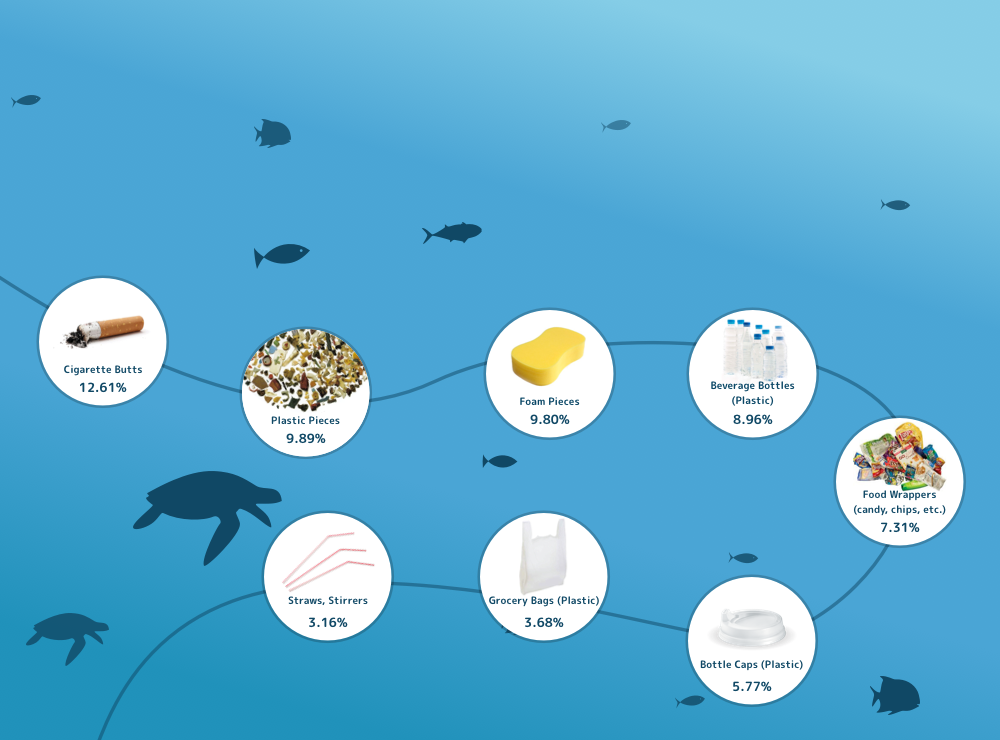 Cigarette Butts
12.61%
Plastic Pieces
9.89%
Foam Pieces
9.80%
Beverage Bottles
(Plastic)
8.96%
Food Wrappers
(candy, chips, etc.)
7.31%
Bottle Caps (Plastic)
5.77%
Grocery Bags (Plastic)
3.68%
Straws, Stirrers
3.16%